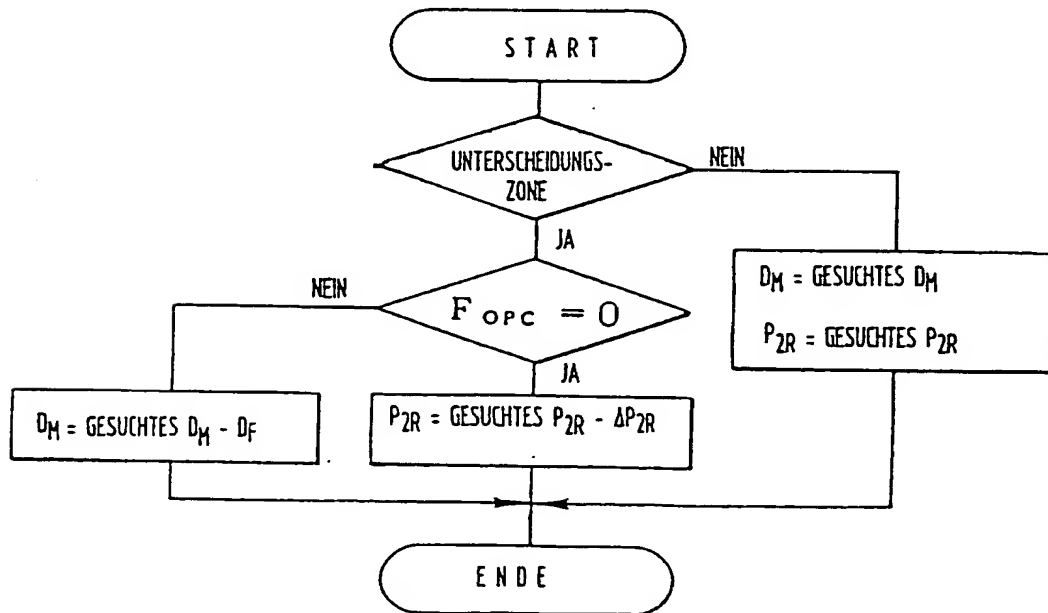 START
UNTERSCHEIDUNGS-
ZONE
NEIN
JA
D_M = GESUCHTES D_M
P_2R = GESUCHTES P_2R
NEIN
F_OPC = 0
JA
D_M = GESUCHTES D_M - D_F
P_2R = GESUCHTES P_2R - ΔP_2R
ENDE